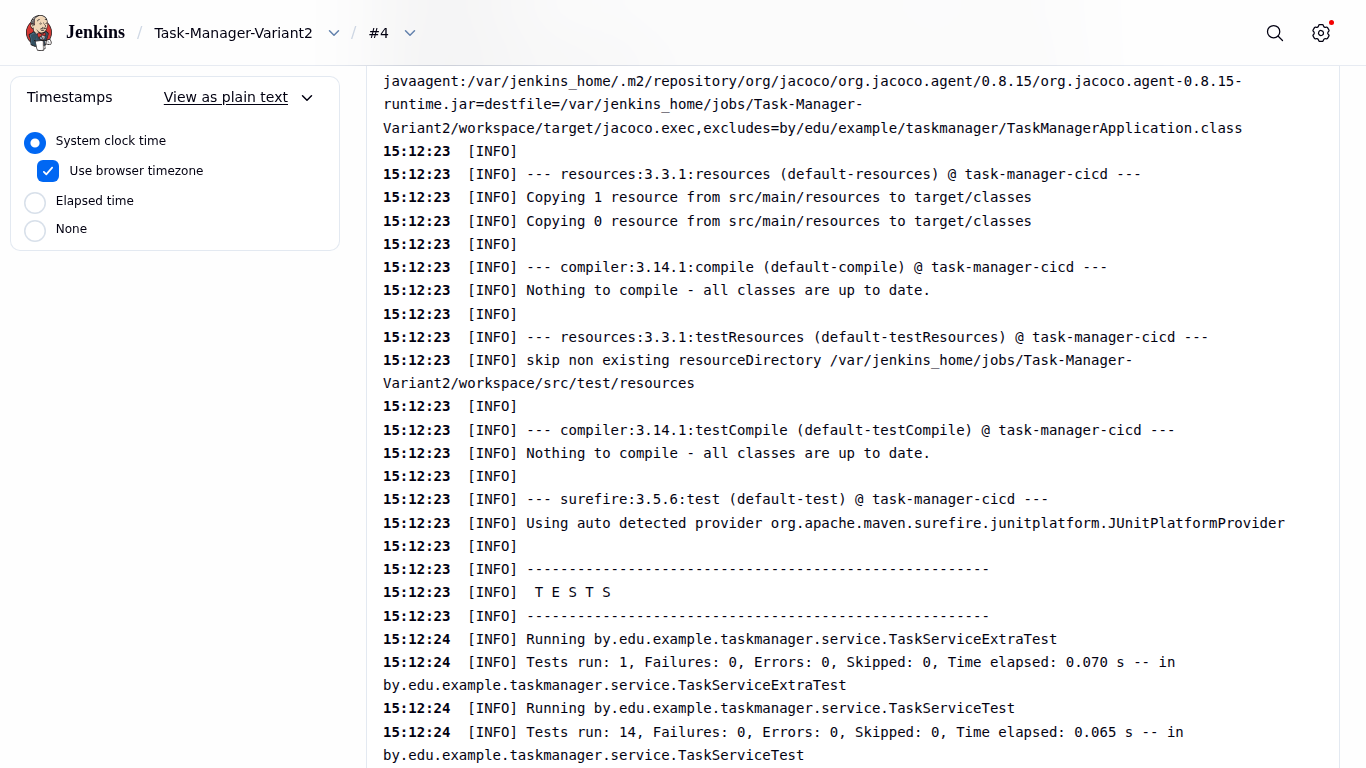 Jenkins / Task-Manager-Variant2 / #4
Timestamps View as plain text
System clock time
Use browser timezone
Elapsed time
None
javaagent:/var/jenkins_home/.m2/repository/org/jacoco/org.jacoco.agent/0.8.15/org.jacoco.agent-0.8.15-
runtime.jar=destfile=/var/jenkins_home/jobs/Task-Manager-
Variant2/workspace/target/jacoco.exec,excludes=by/edu/example/taskmanager/TaskManagerApplication.class
15:12:23 [INFO]
15:12:23 [INFO] --- resources:3.3.1:resources (default-resources) @ task-manager-cicd ---
15:12:23 [INFO] Copying 1 resource from src/main/resources to target/classes
15:12:23 [INFO] Copying 0 resource from src/main/resources to target/classes
15:12:23 [INFO]
15:12:23 [INFO] --- compiler:3.14.1:compile (default-compile) @ task-manager-cicd ---
15:12:23 [INFO] Nothing to compile - all classes are up to date.
15:12:23 [INFO]
15:12:23 [INFO] --- resources:3.3.1:testResources (default-testResources) @ task-manager-cicd ---
15:12:23 [INFO] skip non existing resourceDirectory /var/jenkins_home/jobs/Task-Manager-
Variant2/workspace/src/test/resources
15:12:23 [INFO]
15:12:23 [INFO] --- compiler:3.14.1:testCompile (default-testCompile) @ task-manager-cicd ---
15:12:23 [INFO] Nothing to compile - all classes are up to date.
15:12:23 [INFO]
15:12:23 [INFO] --- surefire:3.5.6:test (default-test) @ task-manager-cicd ---
15:12:23 [INFO] Using auto detected provider org.apache.maven.surefire.junitplatform.JUnitPlatformProvider
15:12:23 [INFO]
15:12:23 [INFO] -------------------------------------------------------
15:12:23 [INFO]  T E S T S
15:12:23 [INFO] -------------------------------------------------------
15:12:24 [INFO] Running by.edu.example.taskmanager.service.TaskServiceExtraTest
15:12:24 [INFO] Tests run: 1, Failures: 0, Errors: 0, Skipped: 0, Time elapsed: 0.070 s -- in
by.edu.example.taskmanager.service.TaskServiceExtraTest
15:12:24 [INFO] Running by.edu.example.taskmanager.service.TaskServiceTest
15:12:24 [INFO] Tests run: 14, Failures: 0, Errors: 0, Skipped: 0, Time elapsed: 0.065 s -- in
by.edu.example.taskmanager.service.TaskServiceTest